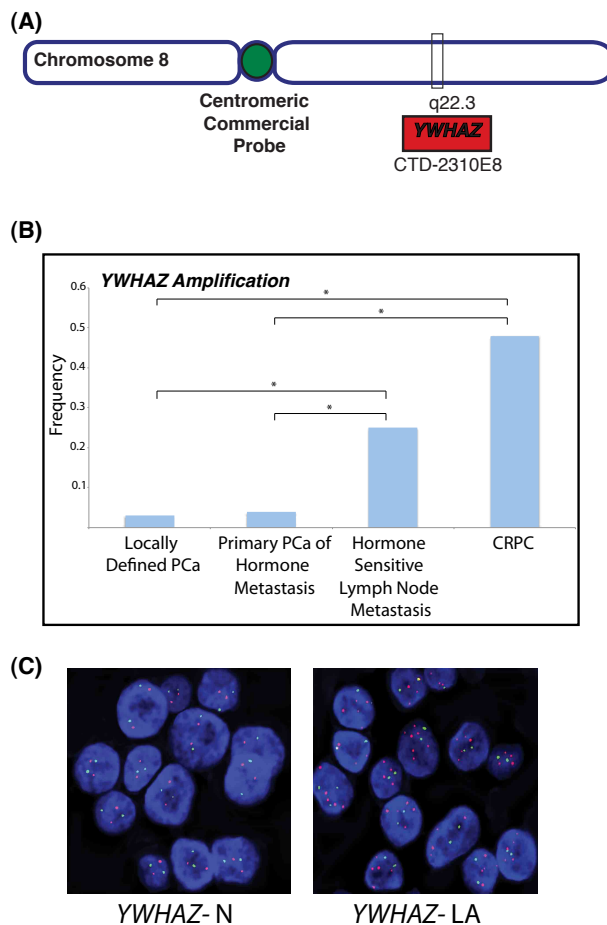 (A)
Chromosome 8
Centromeric
Commercial
Probe
q22.3
YWHAZ
CTD-2310E8
(B)
YWHAZ Amplification
Frequency
0.6
0.5
0.4
0.3
0.2
0.1
*
*
*
*
Locally
Defined PCa
Primary PCa of
Hormone
Metastasis
Hormone
Sensitive
Lymph Node
Metastasis
CRPC
(C)
YWHAZ- N
YWHAZ- LA